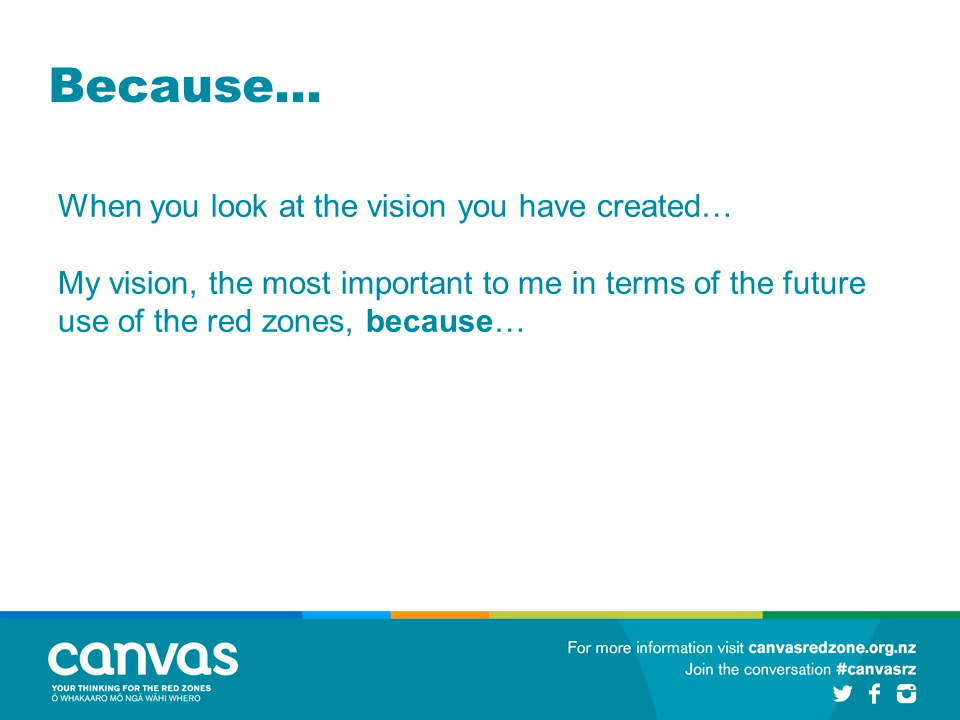 Because…
When you look at the vision you have created…
My vision, the most important to me in terms of the future
use of the red zones, because…
canvas
YOUR THINKING FOR THE RED ZONES
Ō WHAKAARO MŌ NGĀ WĀHI WHERO
For more information visit canvasredzone.org.nz
Join the conversation #canvasrz